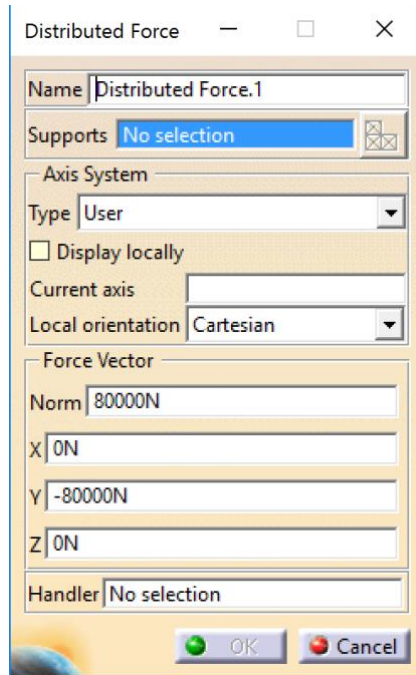 Distributed Force
Name Distributed Force.1
Supports No selection
Axis System
Type User
Display locally
Current axis
Local orientation Cartesian
Force Vector
Norm 80000N
X 0N
Y -80000N
Z 0N
Handler No selection
OK Cancel